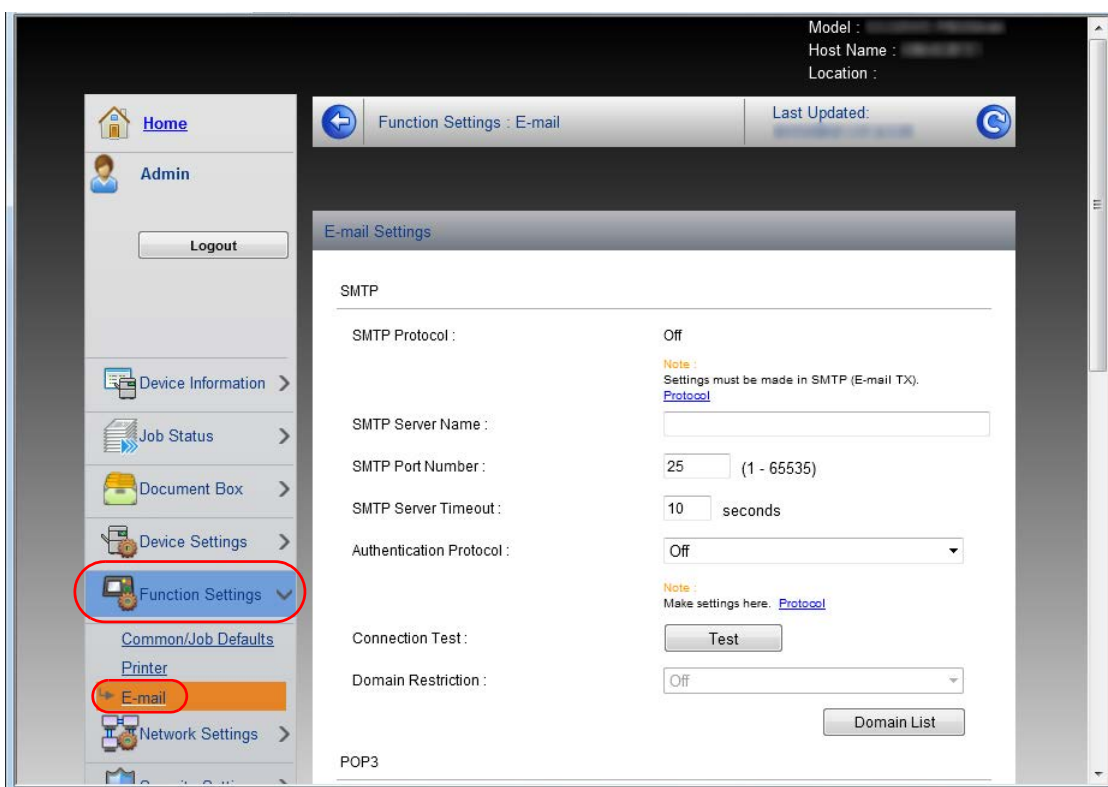 Model :
Host Name :
Location :
Home
Admin
Logout
Device Information
Job Status
Document Box
Device Settings
Function Settings
Common/Job Defaults
Printer
E-mail
Network Settings
Function Settings : E-mail
Last Updated:
E-mail Settings
SMTP
SMTP Protocol : Off
Note :
Settings must be made in SMTP (E-mail TX).
Protocol
SMTP Server Name :
SMTP Port Number : 25 (1 - 65535)
SMTP Server Timeout : 10 seconds
Authentication Protocol : Off
Note :
Make settings here. Protocol
Connection Test : Test
Domain Restriction : Off
Domain List
POP3